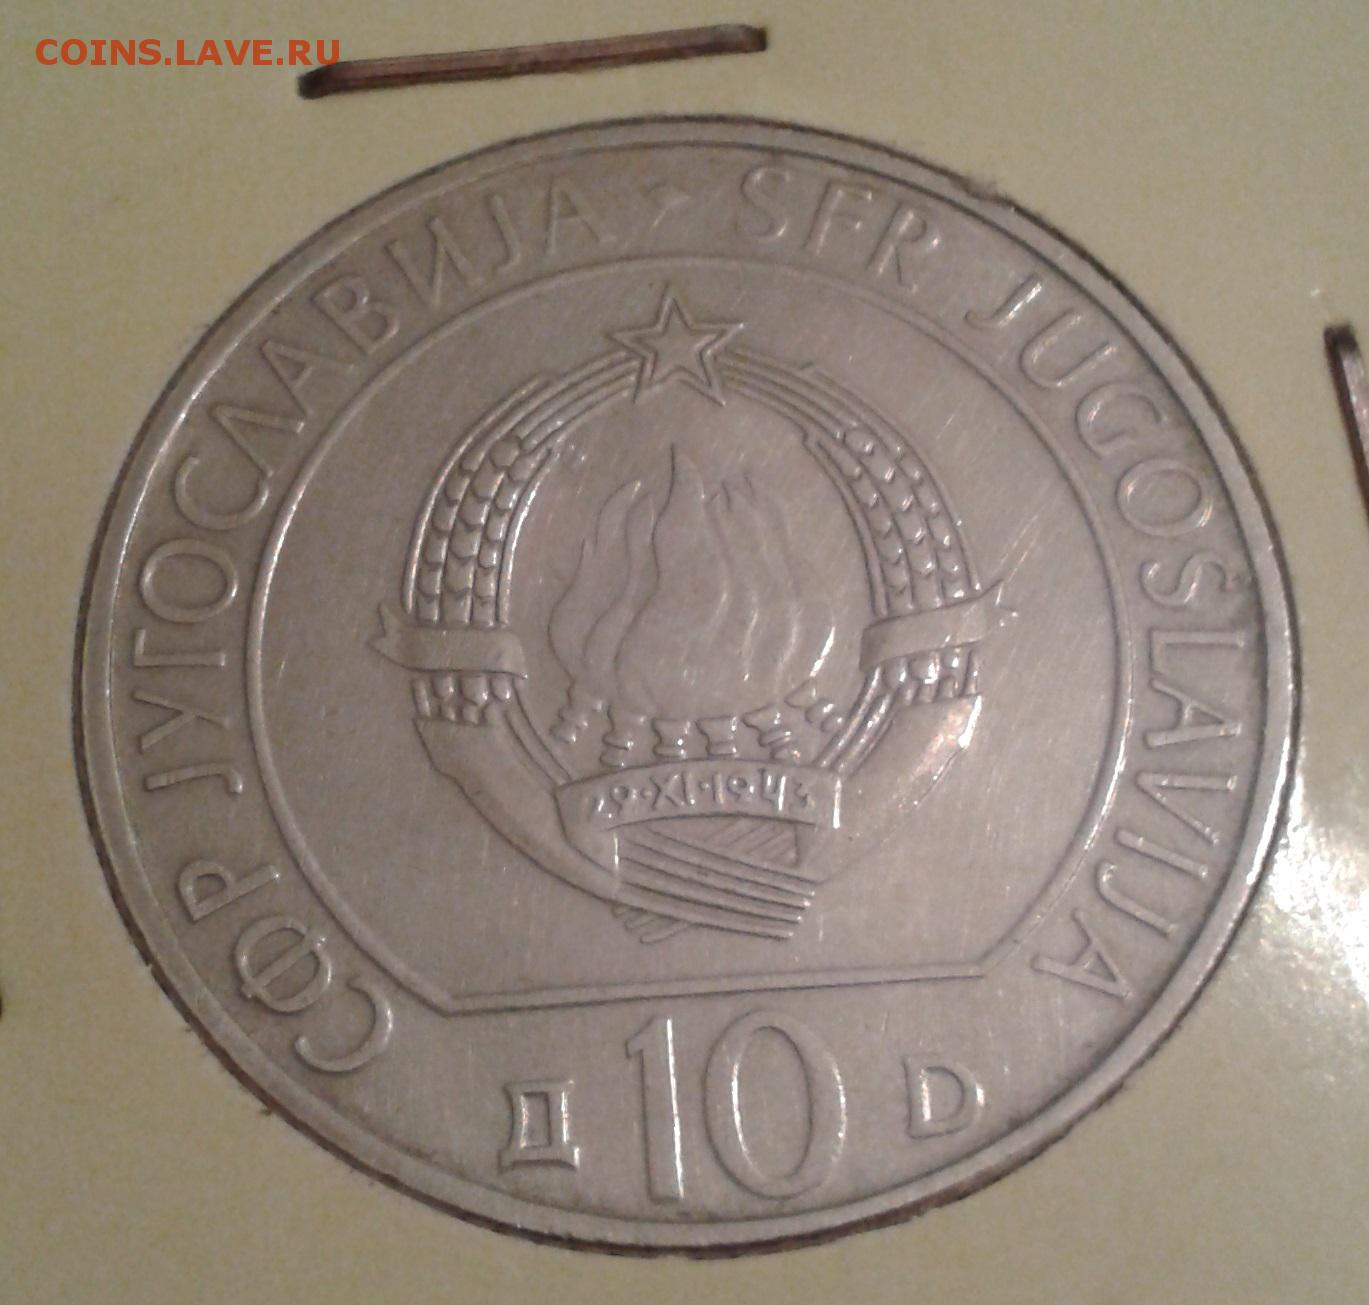 COINS.LAVE.RU
СФР ЈУГОСЛАВИЈА · SFR JUGOSLAVIJA
29·XI·1943
Д 10 D